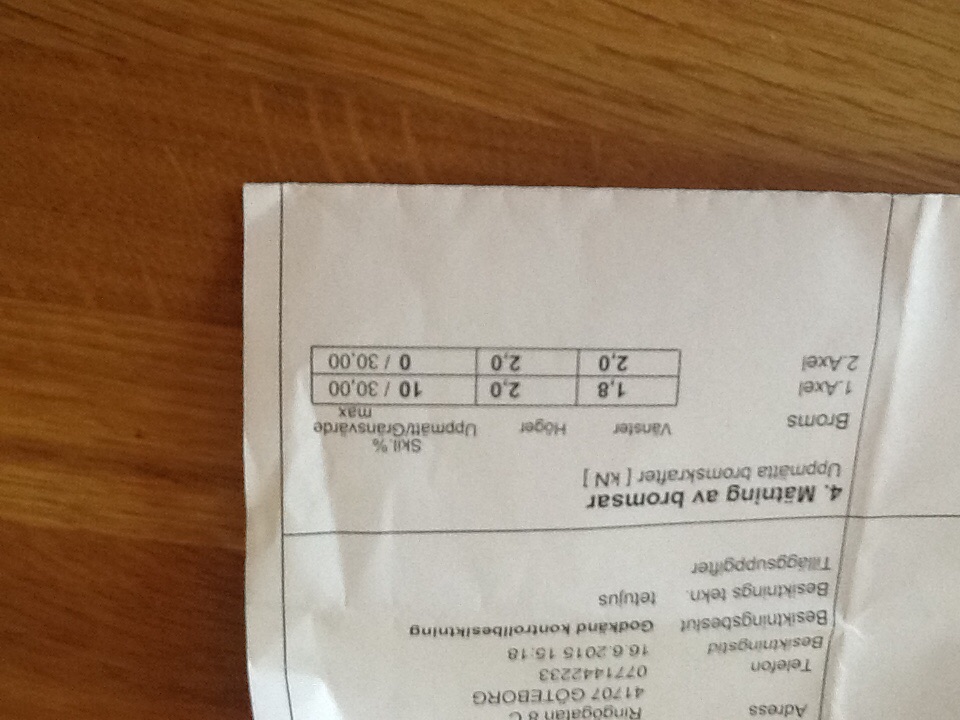 Adress Ringögatan 8 C
41707 GÖTEBORG
Telefon 0771442233
Besiktningstid 16.6.2015 15:18
Besiktningsbeslut Godkänd kontrollbesiktning
Besiktnings tekn. tetujus
Tilläggsuppgifter
4. Mätning av bromsar
Uppmätta bromskrafter [ kN ]
Skil.%
Broms Vänster Höger Uppmätt/Gränsvärde
max
1.Axel 1,8 2,0 10 / 30,00
2.Axel 2,0 2,0 0 / 30,00